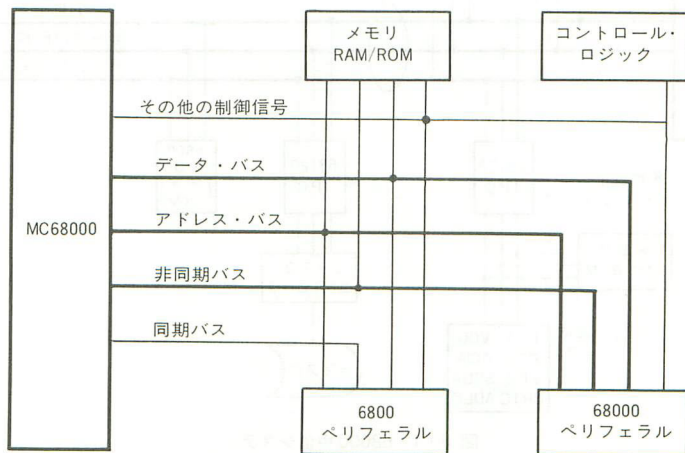 メモリ
RAM/ROM
コントロール・
ロジック
その他の制御信号
データ・バス
MC68000
アドレス・バス
非同期バス
同期バス
6800
ペリフェラル
68000
ペリフェラル